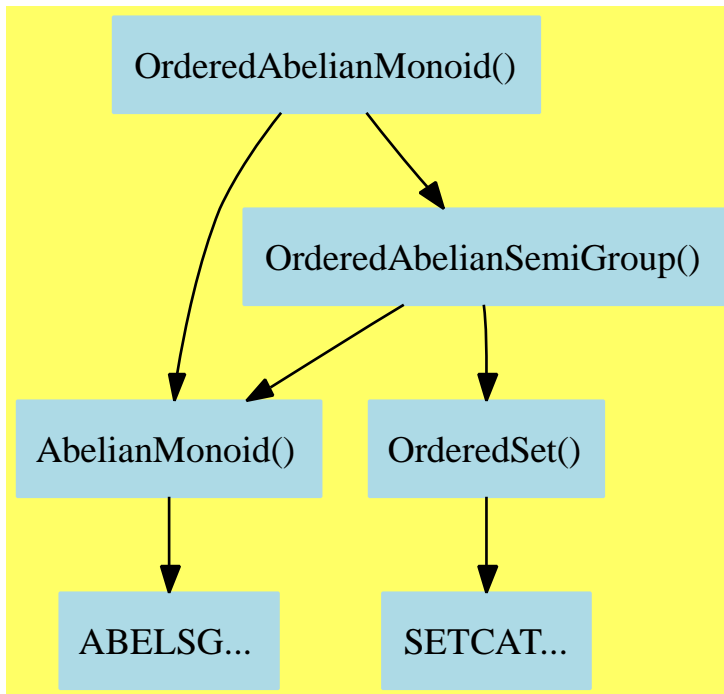 OrderedAbelianMonoid()
OrderedAbelianSemiGroup()
AbelianMonoid()
OrderedSet()
ABELSG...
SETCAT...